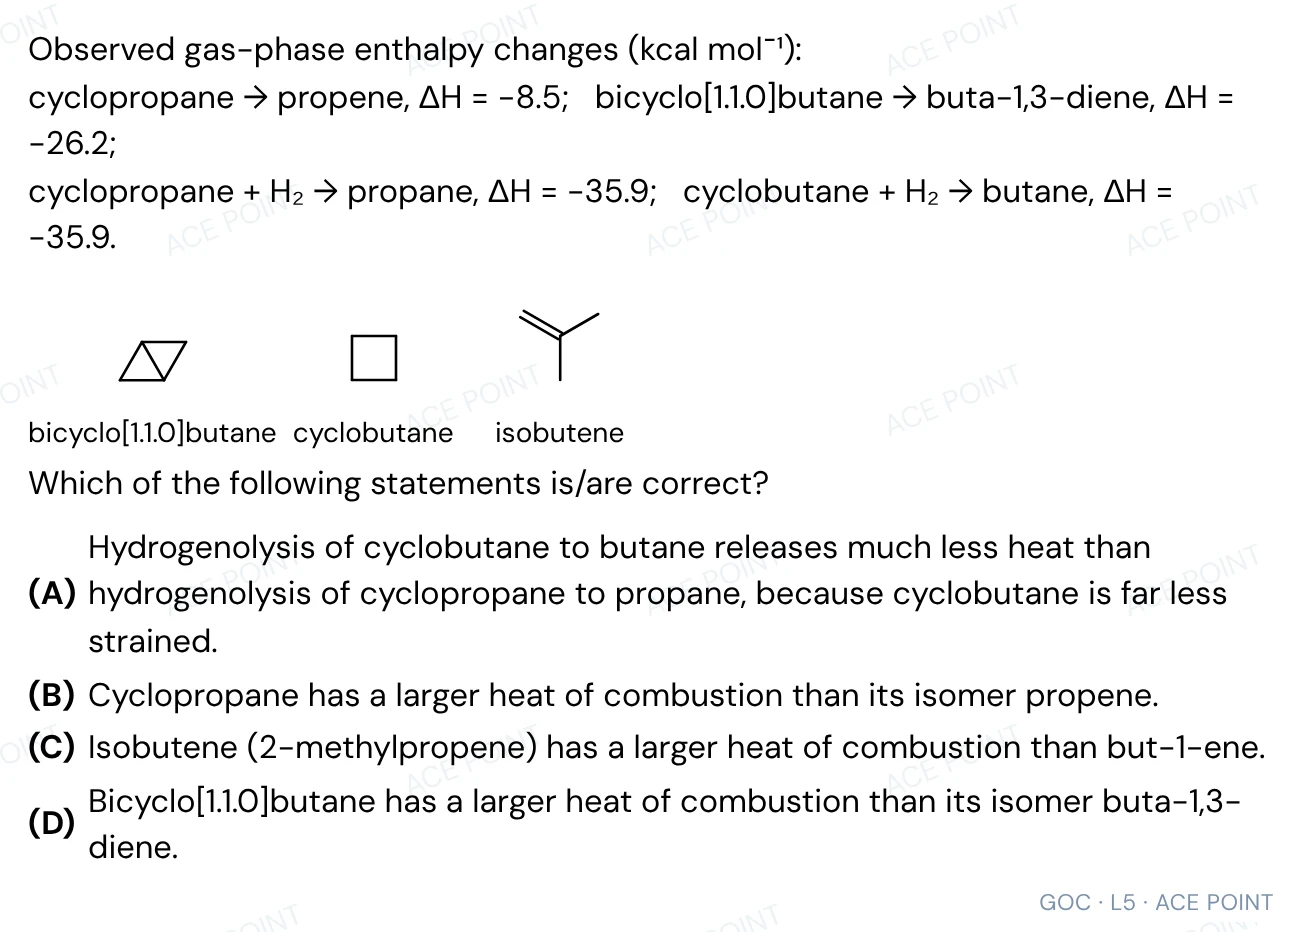 Observed gas-phase enthalpy changes (kcal mol⁻¹):
cyclopropane → propene, ΔH = −8.5; bicyclo[1.1.0]butane → buta-1,3-diene, ΔH =
−26.2;
cyclopropane + H₂ → propane, ΔH = −35.9; cyclobutane + H₂ → butane, ΔH =
−35.9.
bicyclo[1.1.0]butane cyclobutane isobutene
Which of the following statements is/are correct?
Hydrogenolysis of cyclobutane to butane releases much less heat than
(A) hydrogenolysis of cyclopropane to propane, because cyclobutane is far less
strained.
(B) Cyclopropane has a larger heat of combustion than its isomer propene.
(C) Isobutene (2-methylpropene) has a larger heat of combustion than but-1-ene.
Bicyclo[1.1.0]butane has a larger heat of combustion than its isomer buta-1,3-
(D)
diene.
GOC · L5 · ACE POINT